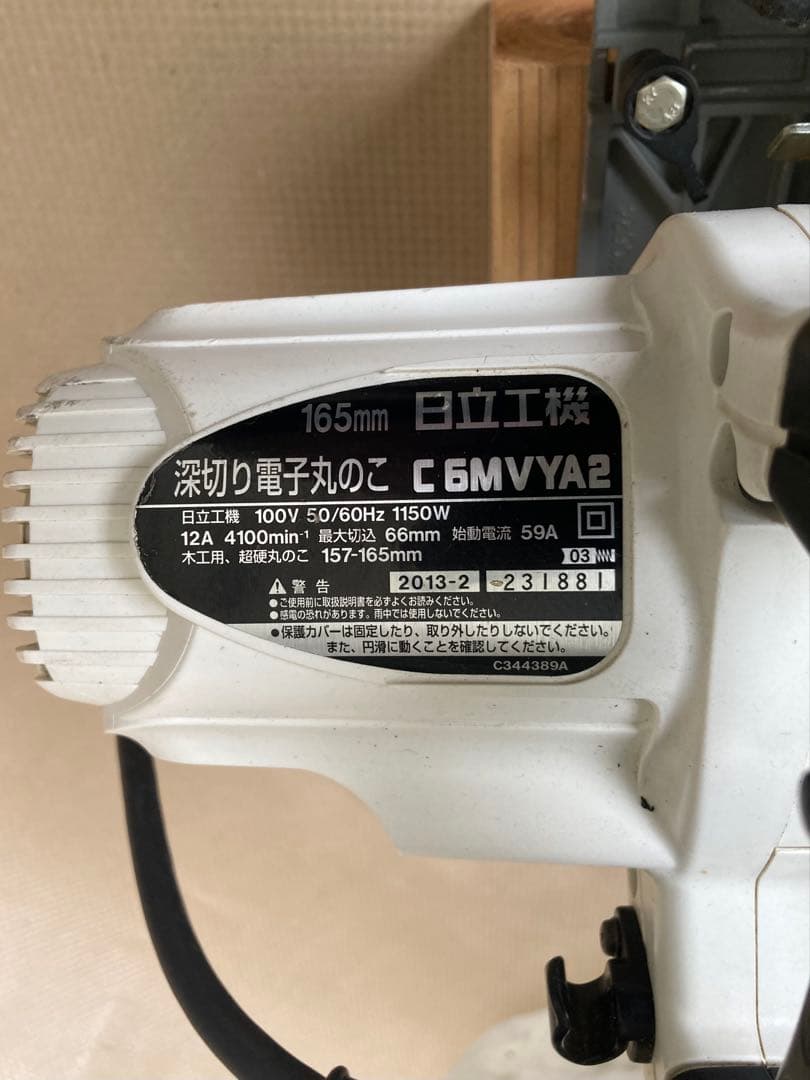 165mm 日立工機
深切り電子丸のこ C6MVYA2
日立工機 100V 50/60Hz 1150W
12A 4100min⁻¹ 最大切込 66mm 始動電流 59A
木工用、超硬丸のこ 157-165mm 03
警告 2013-2 231881
●ご使用前に取扱説明書を必ずよくお読みください。
●感電の恐れがあります。雨中では使用しないでください。
●保護カバーは固定したり、取り外したりしないでください。
また、円滑に動くことを確認してください。
C344389A